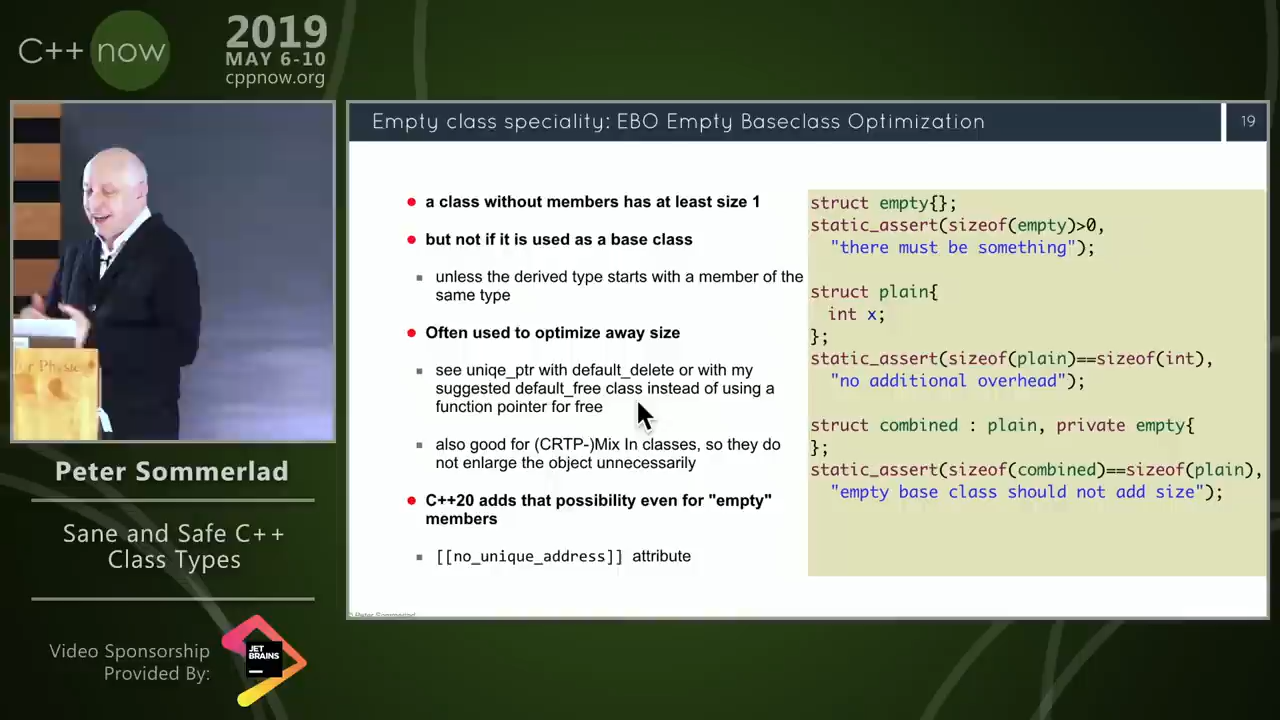 C++ now
2019
MAY 6-10
cppnow.org
Empty class speciality: EBO Empty Baseclass Optimization
19
a class without members has at least size 1
but not if it is used as a base class
unless the derived type starts with a member of the
same type
Often used to optimize away size
see uniqe_ptr with default_delete or with my
suggested default_free class instead of using a
function pointer for free
also good for (CRTP-)Mix In classes, so they do
not enlarge the object unnecessarily
C++20 adds that possibility even for "empty"
members
[[no_unique_address]] attribute
struct empty{};
static_assert(sizeof(empty)>0,
"there must be something");
struct plain{
int x;
};
static_assert(sizeof(plain)==sizeof(int),
"no additional overhead");
struct combined : plain, private empty{
};
static_assert(sizeof(combined)==sizeof(plain),
"empty base class should not add size");
© Peter Sommerlad
Peter Sommerlad
Sane and Safe C++
Class Types
Video Sponsorship
Provided By:
JET
BRAINS